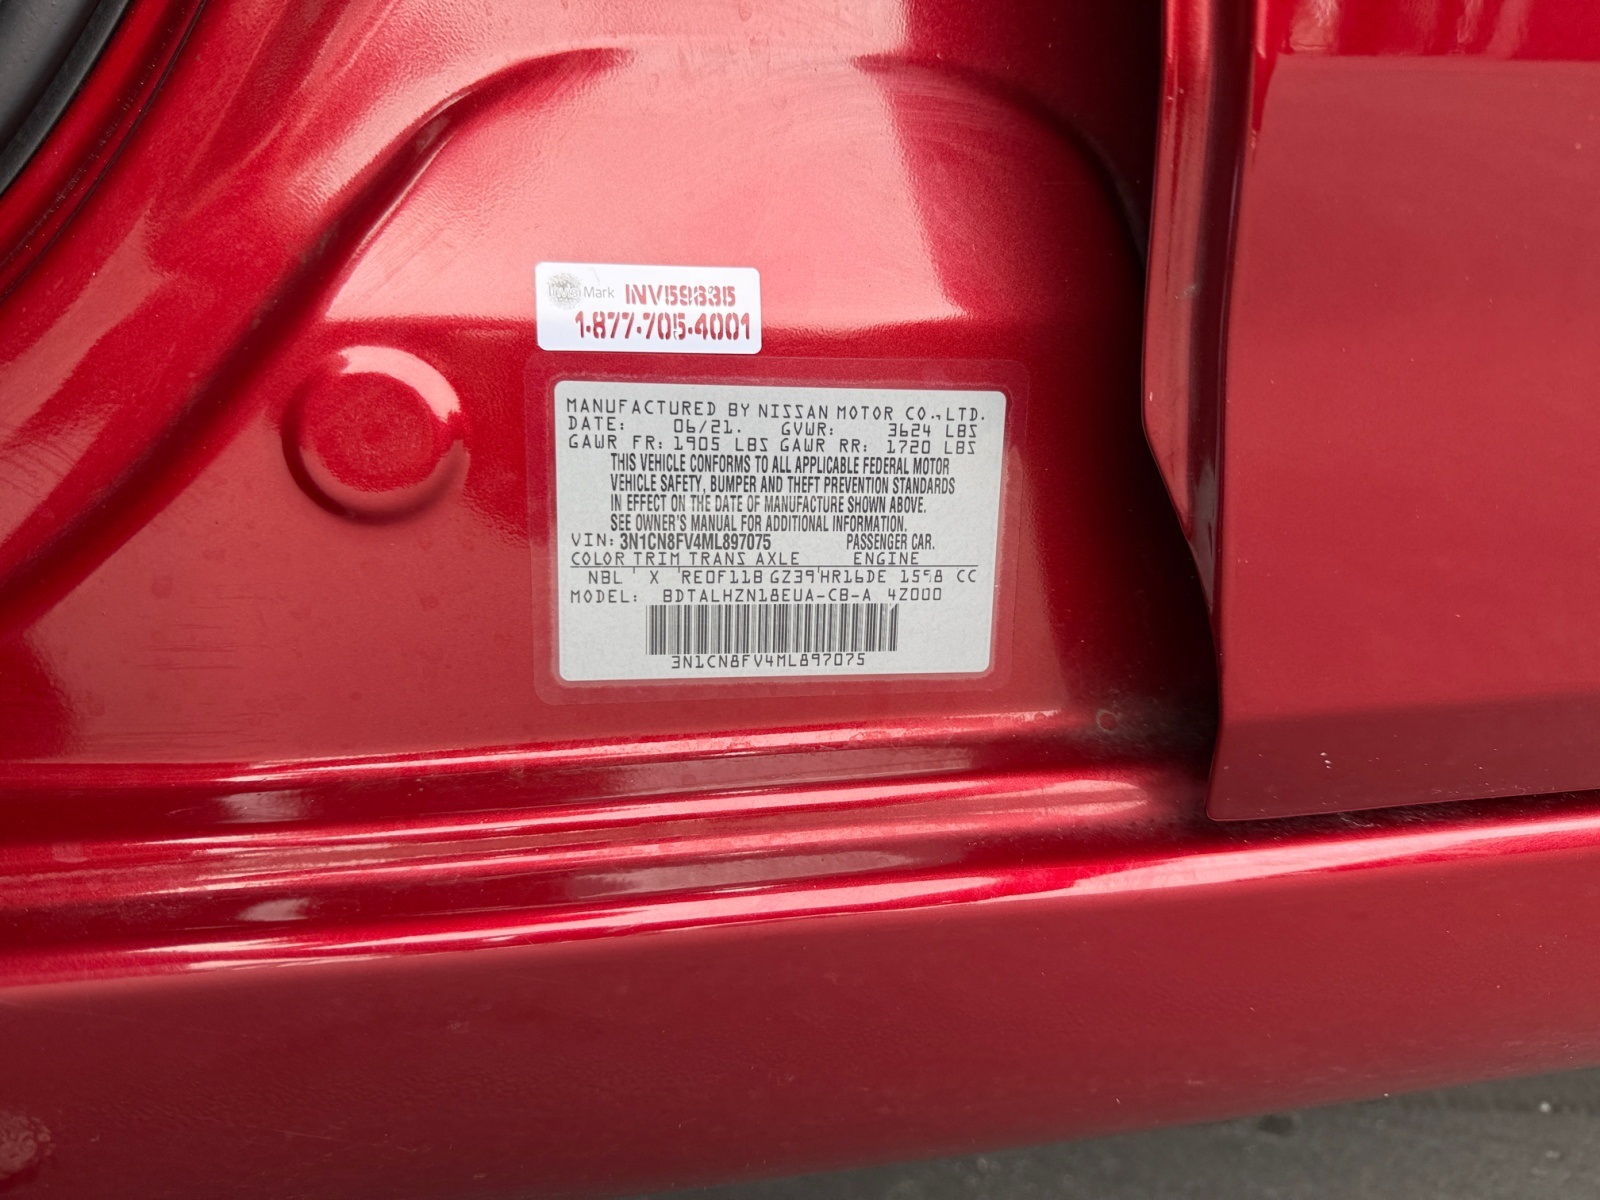 InvisiMark INV59835
1-877-705-4001
MANUFACTURED BY NISSAN MOTOR CO.,LTD.
DATE: 06/21. GVWR: 3624 LBS
GAWR FR: 1905 LBS GAWR RR: 1720 LBS
THIS VEHICLE CONFORMS TO ALL APPLICABLE FEDERAL MOTOR
VEHICLE SAFETY, BUMPER AND THEFT PREVENTION STANDARDS
IN EFFECT ON THE DATE OF MANUFACTURE SHOWN ABOVE.
SEE OWNER'S MANUAL FOR ADDITIONAL INFORMATION.
VIN: 3N1CN8FV4ML897075 PASSENGER CAR.
COLOR TRIM TRANS AXLE ENGINE
NBL X RE0F11B GZ39 HR16DE 1598 CC
MODEL: BDTALHZN18EUA-CB-A 4Z000
3N1CN8FV4ML897075